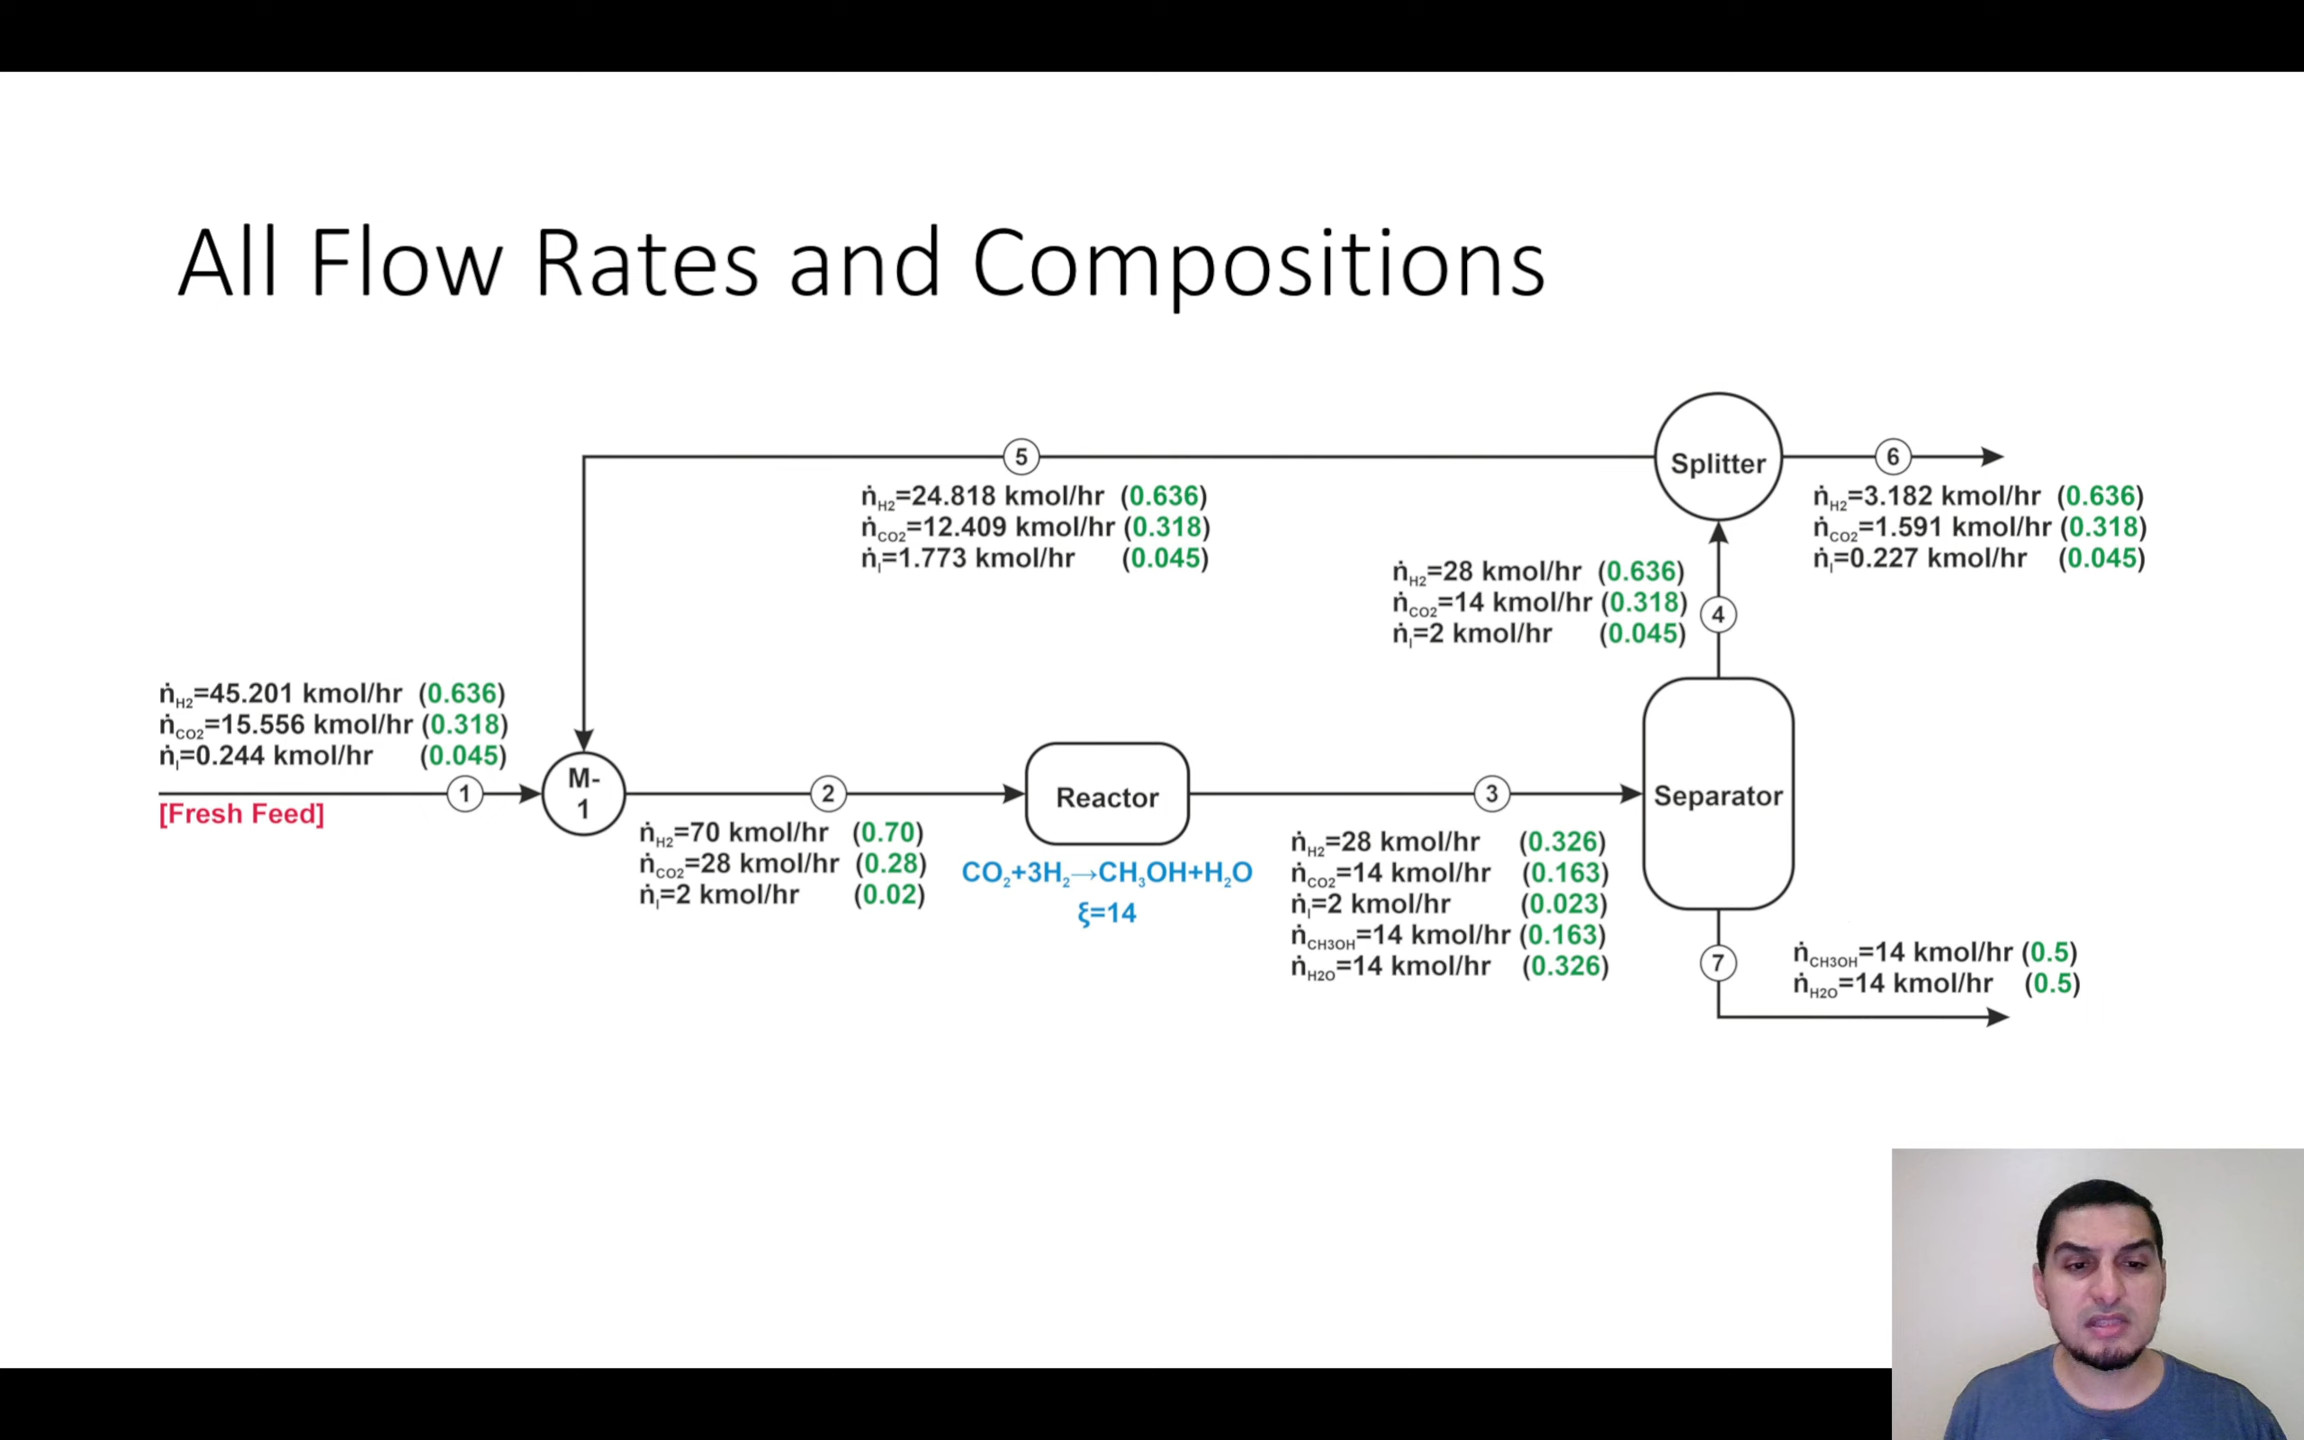 All Flow Rates and Compositions
5
Splitter
6
ṅH2=24.818 kmol/hr (0.636)
ṅCO2=12.409 kmol/hr (0.318)
ṅI=1.773 kmol/hr (0.045)
ṅH2=3.182 kmol/hr (0.636)
ṅCO2=1.591 kmol/hr (0.318)
ṅI=0.227 kmol/hr (0.045)
ṅH2=28 kmol/hr (0.636)
ṅCO2=14 kmol/hr (0.318)
ṅI=2 kmol/hr (0.045)
4
ṅH2=45.201 kmol/hr (0.636)
ṅCO2=15.556 kmol/hr (0.318)
ṅI=0.244 kmol/hr (0.045)
1
[Fresh Feed]
M-
1
2
ṅH2=70 kmol/hr (0.70)
ṅCO2=28 kmol/hr (0.28)
ṅI=2 kmol/hr (0.02)
Reactor
CO₂+3H₂→CH₃OH+H₂O
ξ=14
3
ṅH2=28 kmol/hr (0.326)
ṅCO2=14 kmol/hr (0.163)
ṅI=2 kmol/hr (0.023)
ṅCH3OH=14 kmol/hr (0.163)
ṅH2O=14 kmol/hr (0.326)
Separator
7
ṅCH3OH=14 kmol/hr (0.5)
ṅH2O=14 kmol/hr (0.5)